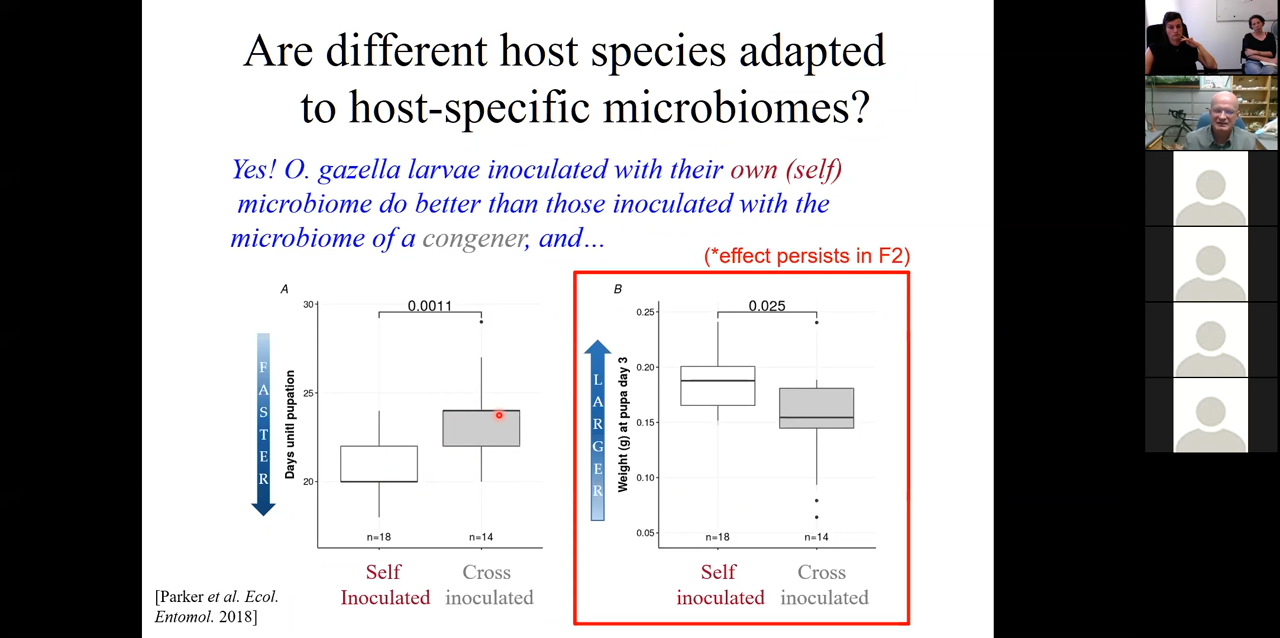 Are different host species adapted
to host-specific microbiomes?
Yes! O. gazella larvae inoculated with their own (self)
microbiome do better than those inoculated with the
microbiome of a congener, and…
(*effect persists in F2)
A
0.0011
30
25
20
Days unitl pupation
FASTER
n=18
n=14
Self
Inoculated
Cross
inoculated
B
0.025
0.25
0.20
0.15
0.10
0.05
Weight (g) at pupa day 3
LARGER
n=18
n=14
Self
inoculated
Cross
inoculated
[Parker et al. Ecol.
Entomol. 2018]